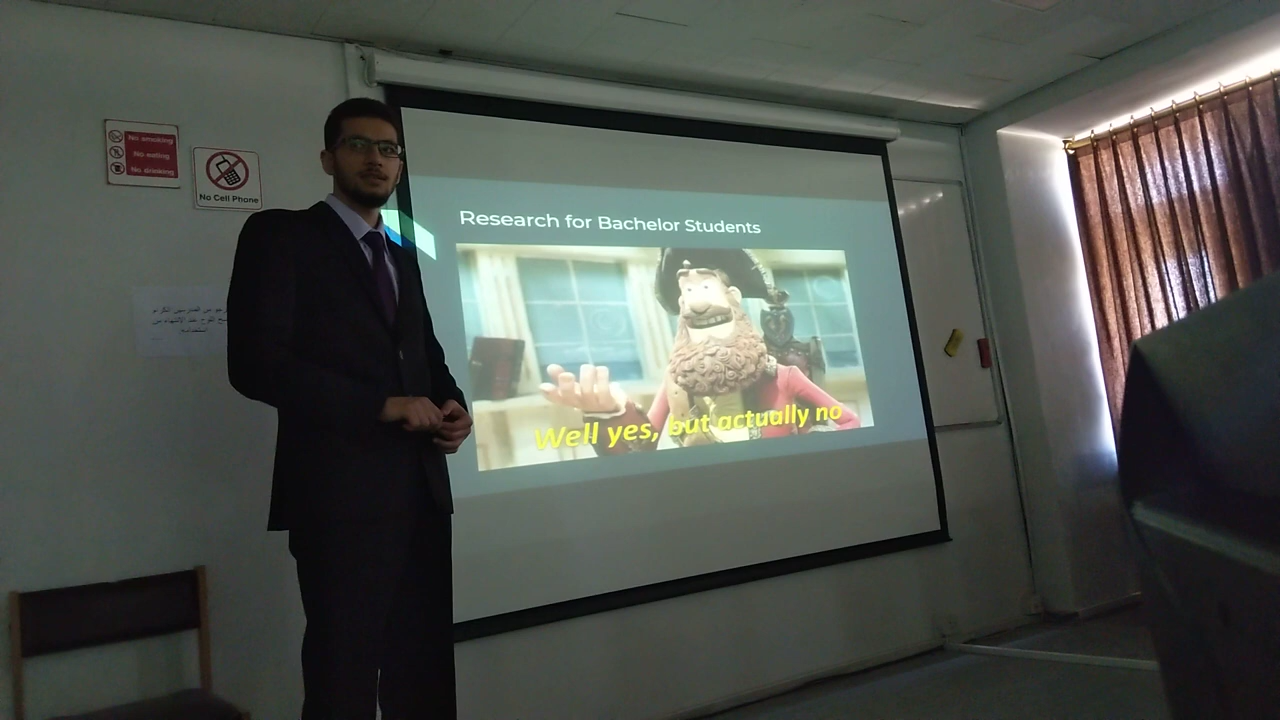 No smoking
No eating
No drinking
No Cell Phone
Research for Bachelor Students
Well yes, but actually no